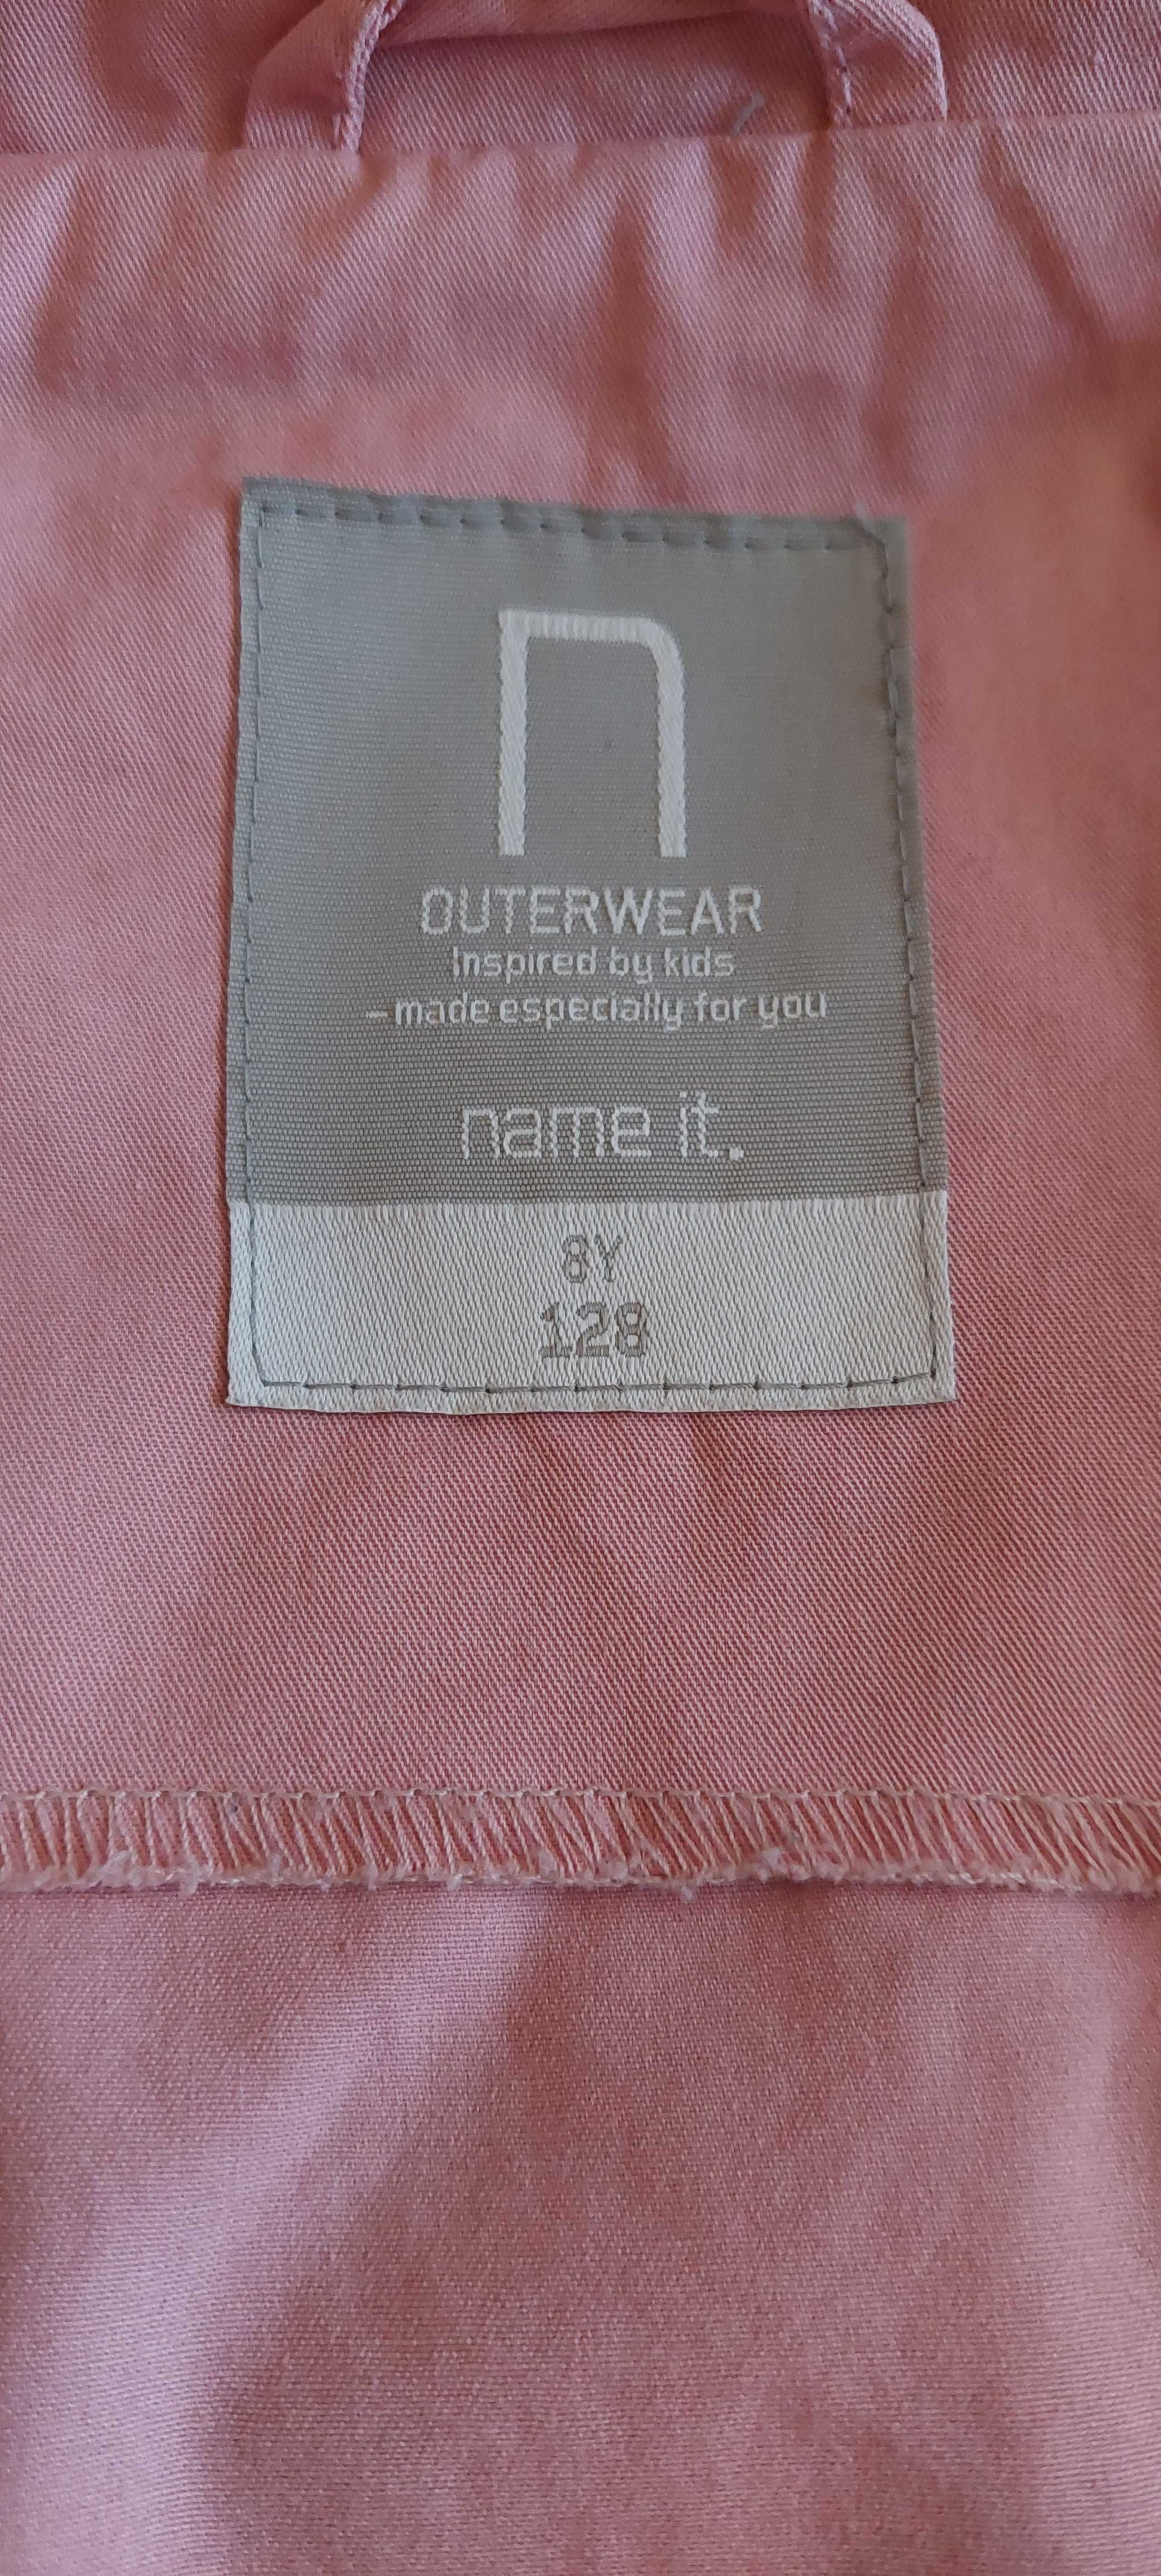 n
OUTERWEAR
Inspired by kids
- made especially for you
name it.
8Y
128